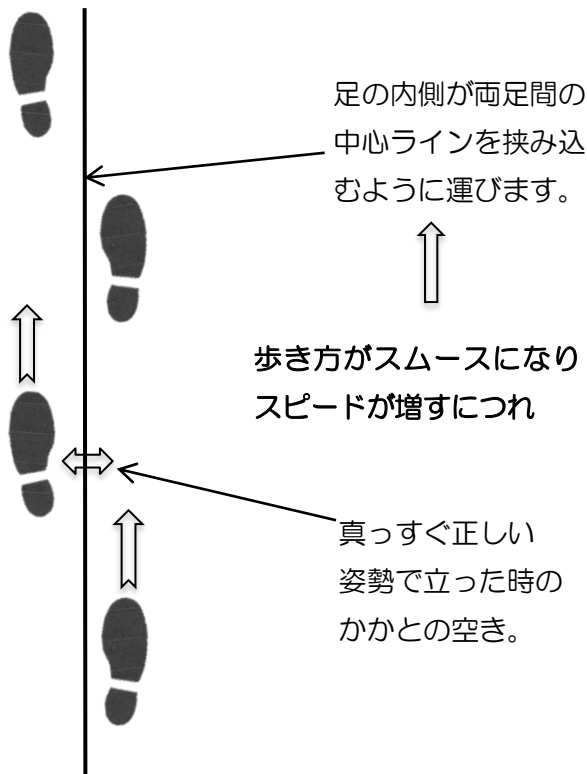 足の内側が両足間の
中心ラインを挟み込
むように運びます。
歩き方がスムースになり
スピードが増すにつれ
真っすぐ正しい
姿勢で立った時の
かかとの空き。